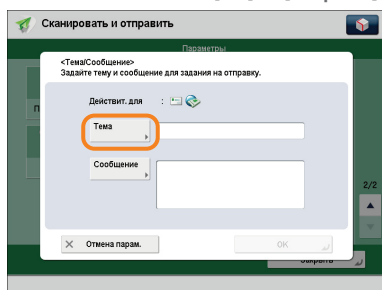 Сканировать и отправить
Параметры
<Тема/Сообщение>
Задайте тему и сообщение для задания на отправку.
Действит. для :
Тема
Сообщение
2/2
Отмена парам.
OK
Закрыть